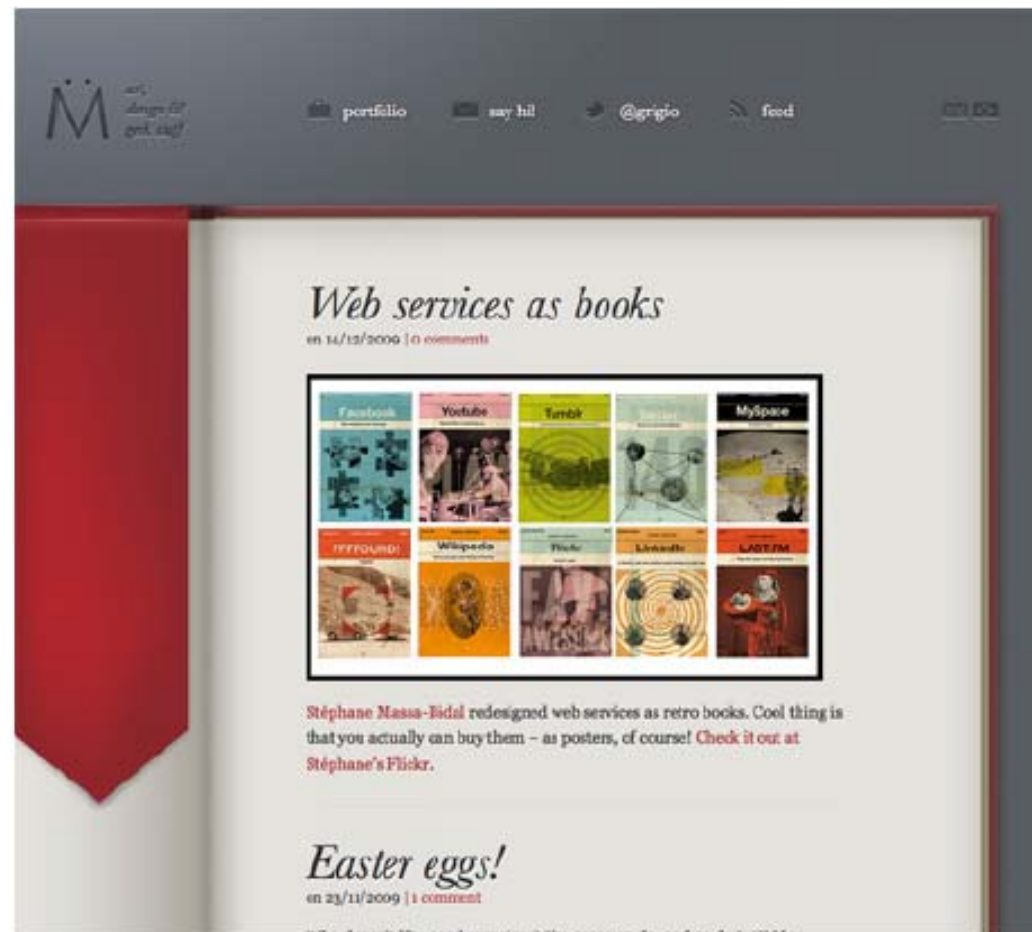 M̈
art,
design &
geek stuff
portfolio
say hi!
@grigio
feed
Web services as books
on 14/12/2009 | 0 comments
Facebook
Youtube
Tumblr
MySpace
!FFFFOUND!
Wikipedia
Flickr
LinkedIn
LAST.FM
Stéphane Massa-Bidal redesigned web services as retro books. Cool thing is
that you actually can buy them – as posters, of course! Check it out at
Stéphane's Flickr.
Easter eggs!
on 23/11/2009 | 1 comment